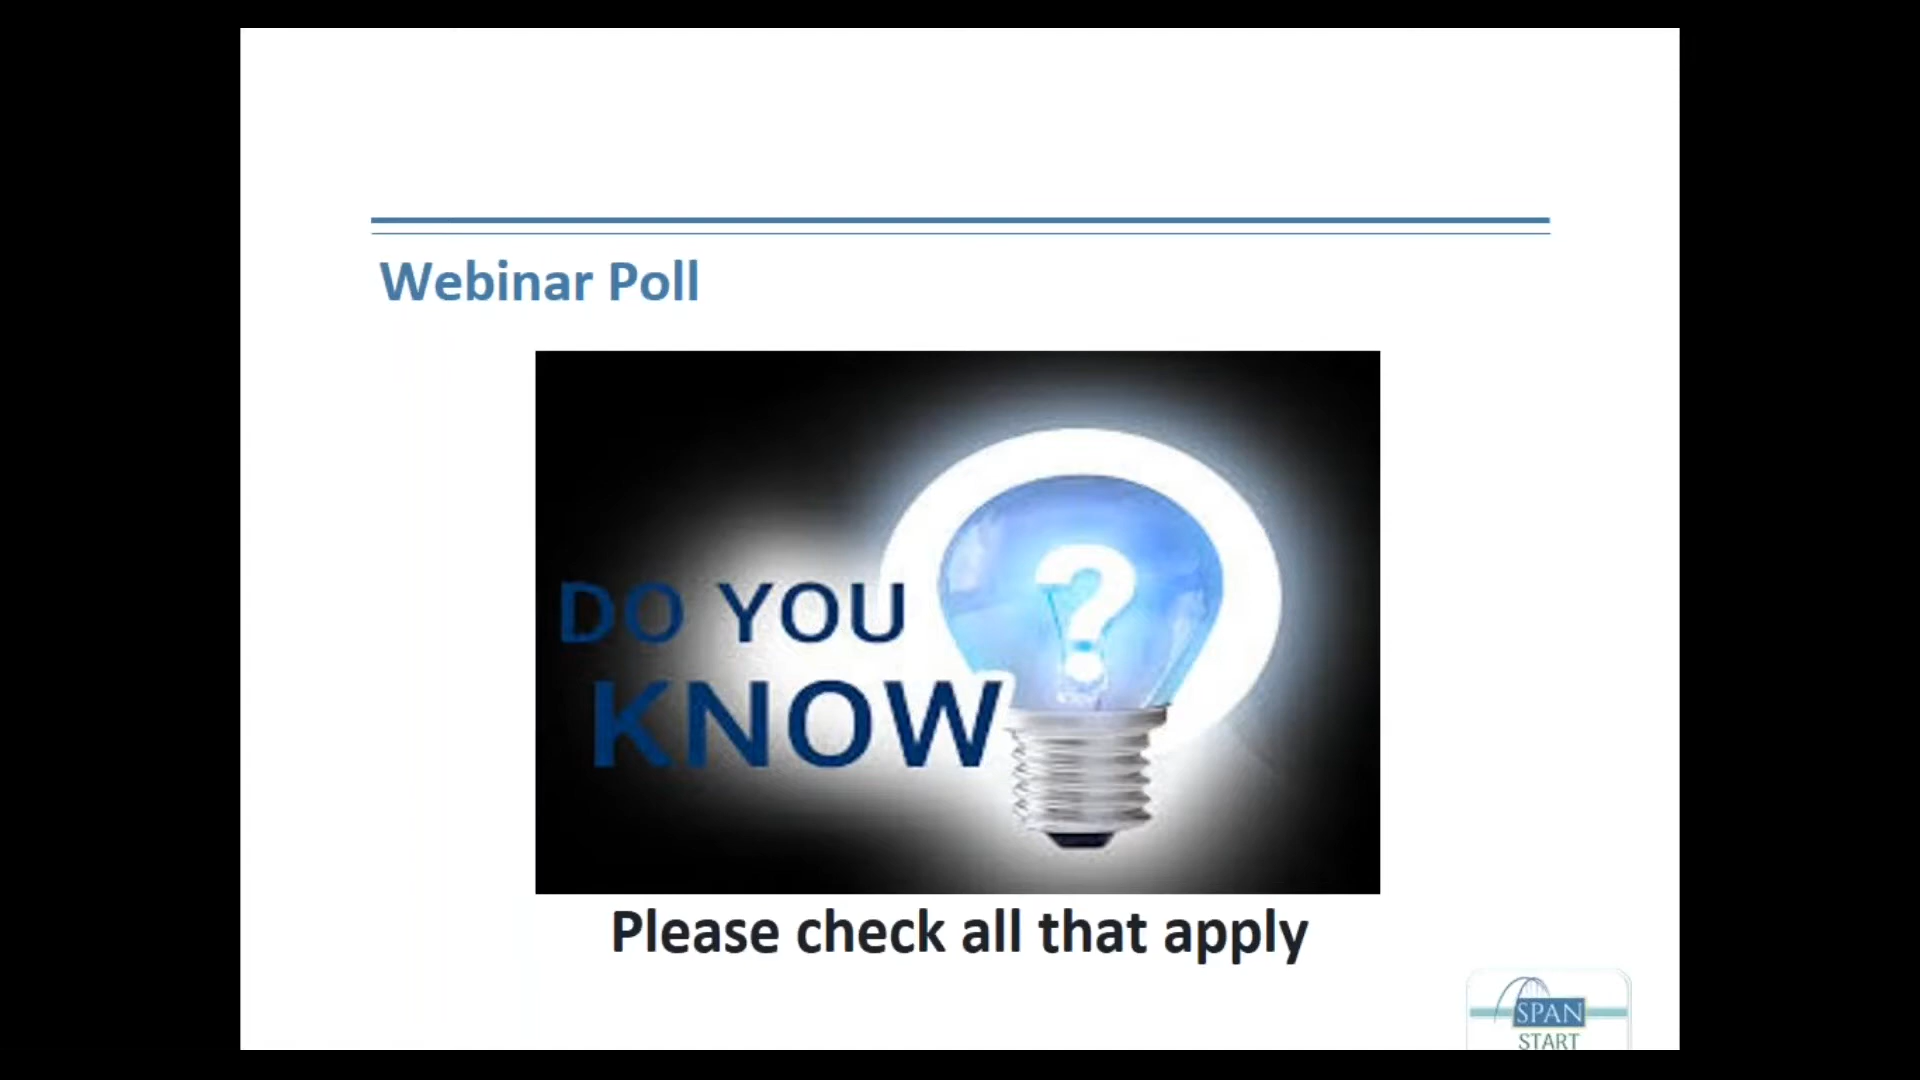 Webinar Poll
DO YOU
?
KNOW
Please check all that apply
SPAN
START